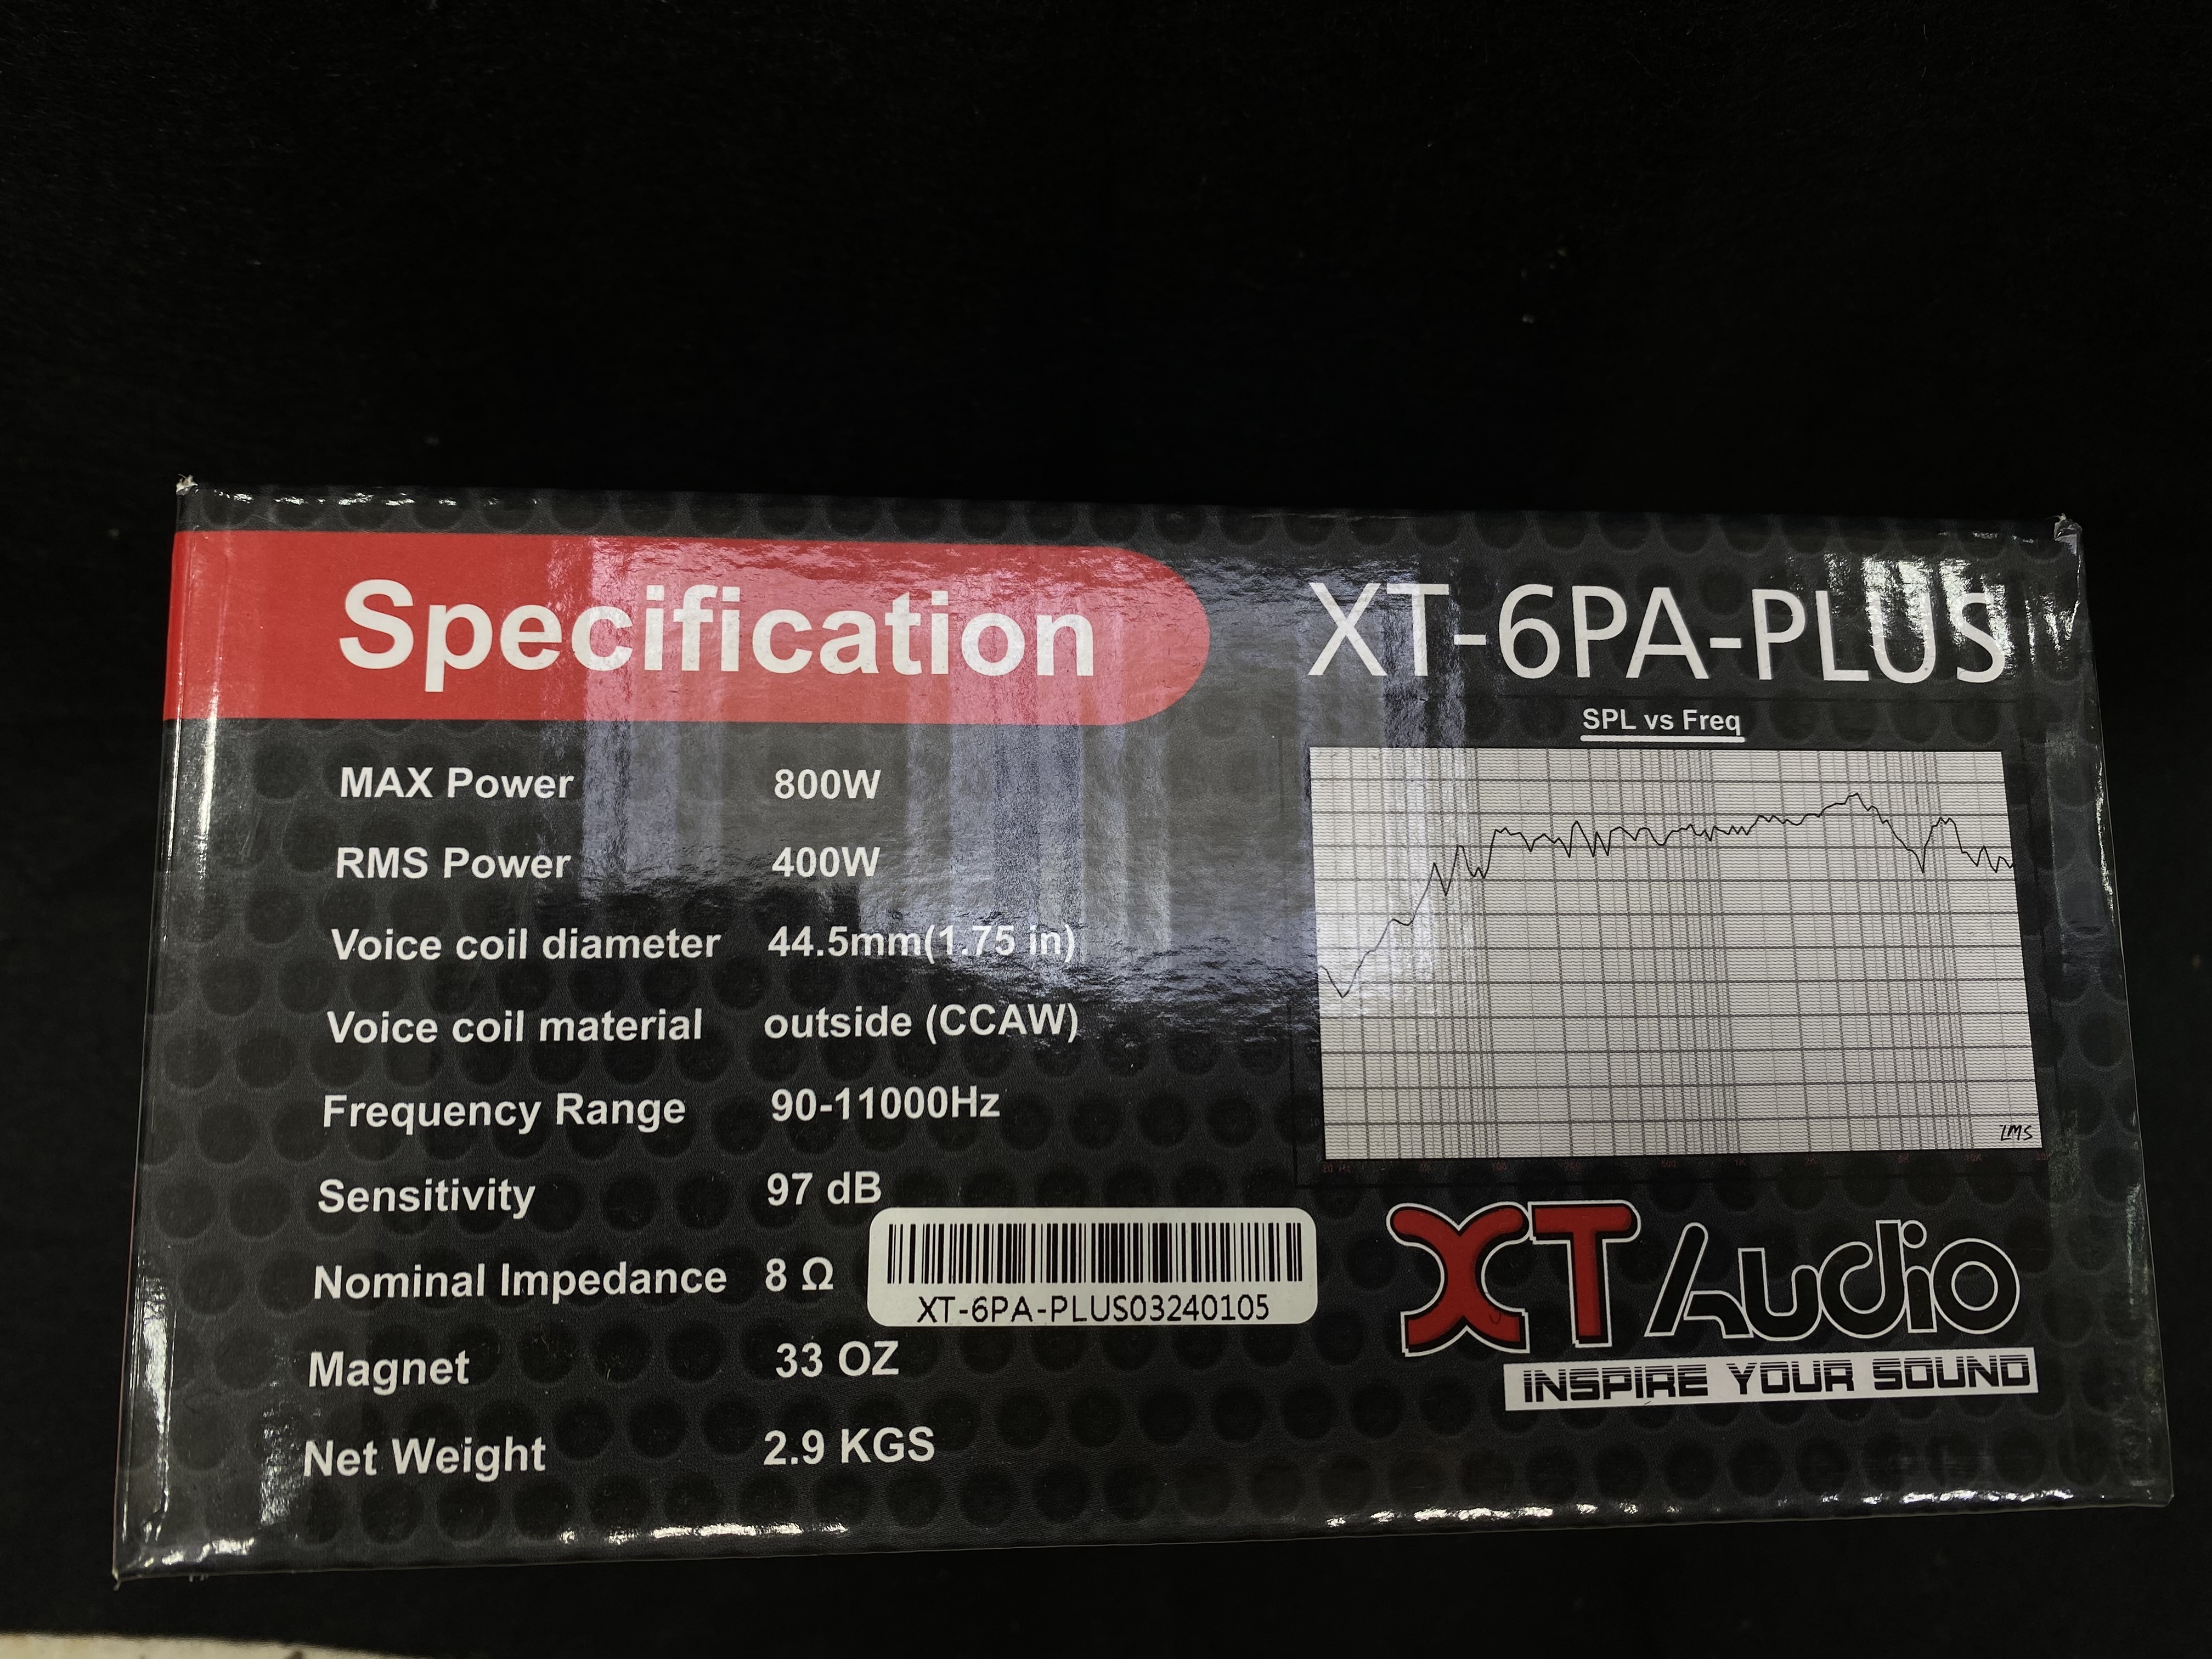 Specification
XT-6PA-PLUS
SPL vs Freq
MAX Power 800W
RMS Power 400W
Voice coil diameter 44.5mm(1.75 in)
Voice coil material outside (CCAW)
Frequency Range 90-11000Hz
Sensitivity 97 dB
Nominal Impedance 8 Ω
Magnet 33 OZ
Net Weight 2.9 KGS
XT-6PA-PLUS03240105
LMS
XT Audio
INSPIRE YOUR SOUND